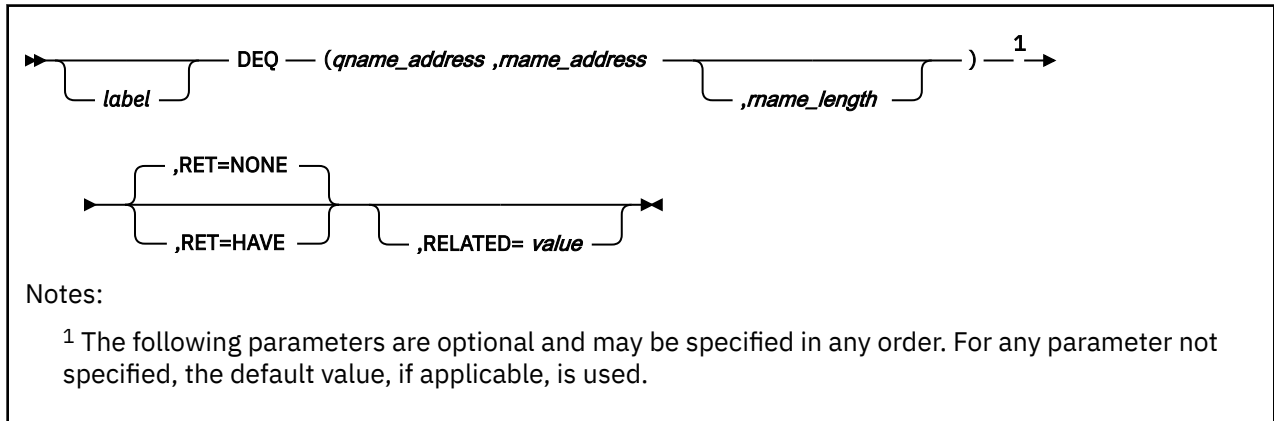 DEQ (qname_address ,rname_address ) 1
label ,rname_length
,RET=NONE
,RET=HAVE ,RELATED= value
Notes:
1 The following parameters are optional and may be specified in any order. For any parameter not
specified, the default value, if applicable, is used.